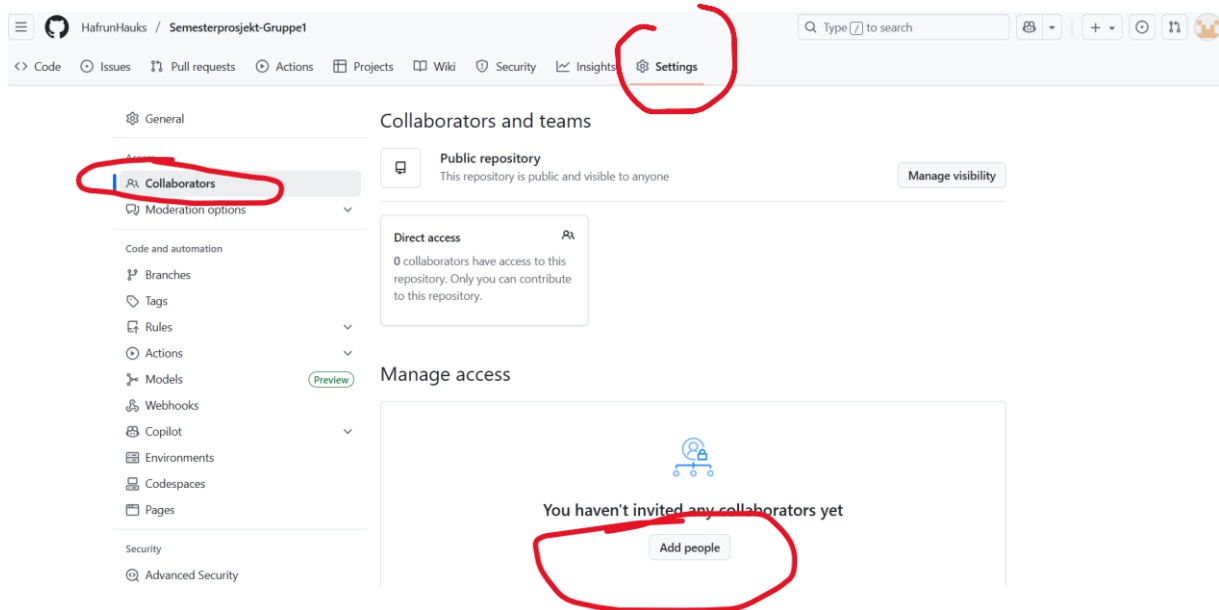 HafrunHauks / Semesterprosjekt-Gruppe1
Type / to search
Code Issues Pull requests Actions Projects Wiki Security Insights Settings
General
Access
Collaborators
Moderation options
Code and automation
Branches
Tags
Rules
Actions
Models Preview
Webhooks
Copilot
Environments
Codespaces
Pages
Security
Advanced Security
Collaborators and teams
Public repository
This repository is public and visible to anyone
Manage visibility
Direct access
0 collaborators have access to this
repository. Only you can contribute
to this repository.
Manage access
You haven't invited any collaborators yet
Add people